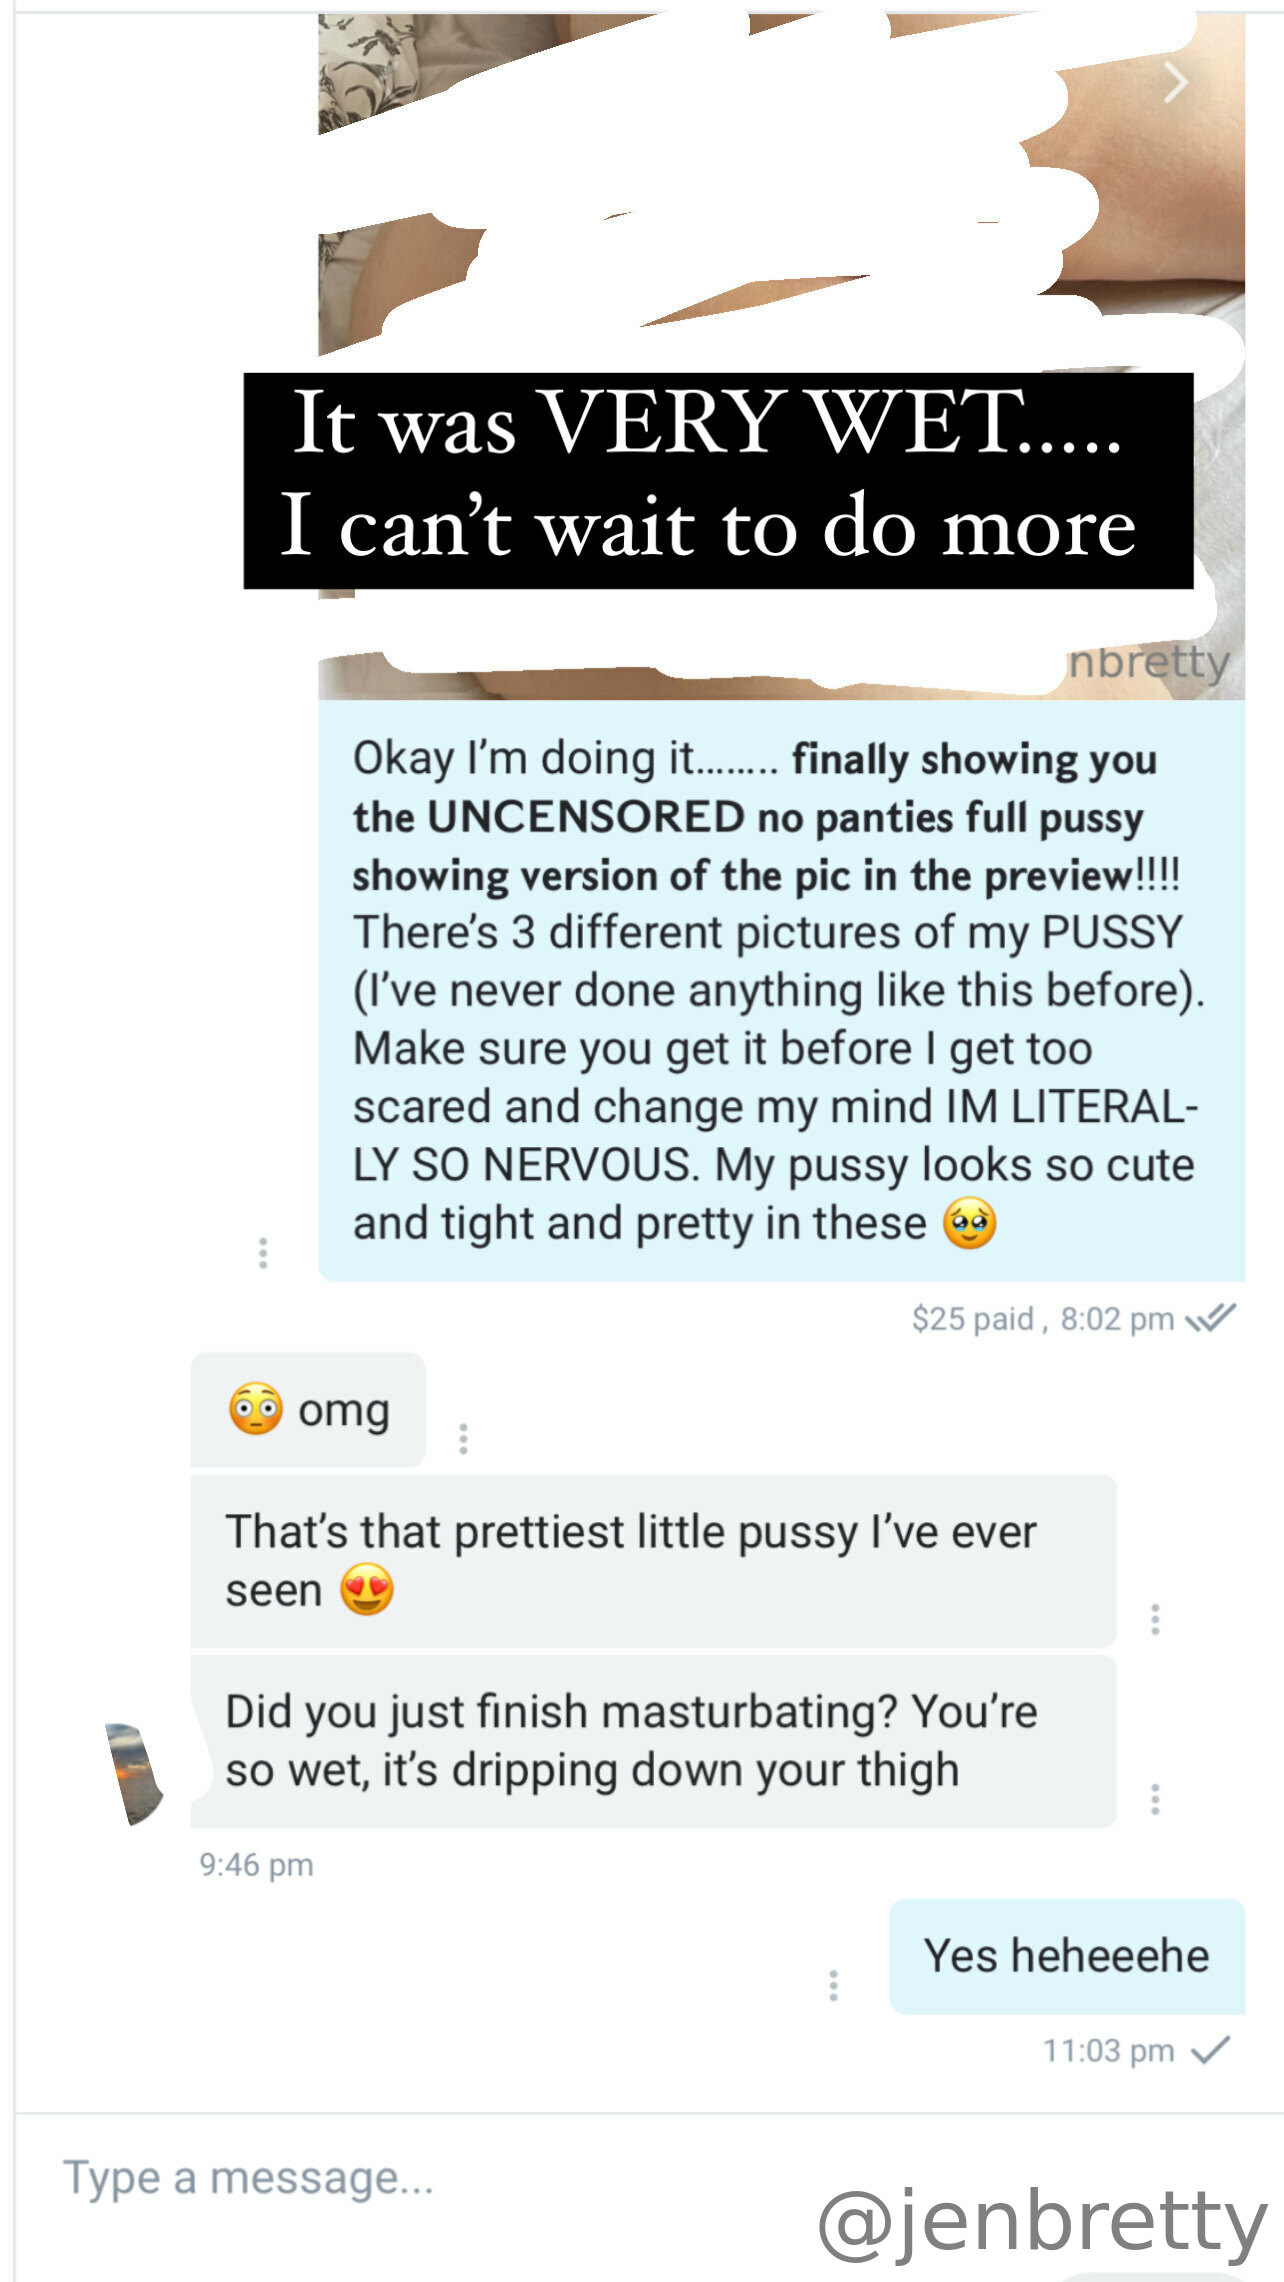 It was VERY WET.....
I can’t wait to do more
nbretty
Okay I’m doing it........ finally showing you
the UNCENSORED no panties full pussy
showing version of the pic in the preview!!!!
There’s 3 different pictures of my PUSSY
(I’ve never done anything like this before).
Make sure you get it before I get too
scared and change my mind IM LITERAL-
LY SO NERVOUS. My pussy looks so cute
and tight and pretty in these 🥹
$25 paid , 8:02 pm
😳 omg
That’s that prettiest little pussy I’ve ever
seen 😍
Did you just finish masturbating? You’re
so wet, it’s dripping down your thigh
9:46 pm
Yes heheeehe
11:03 pm
Type a message...
@jenbretty